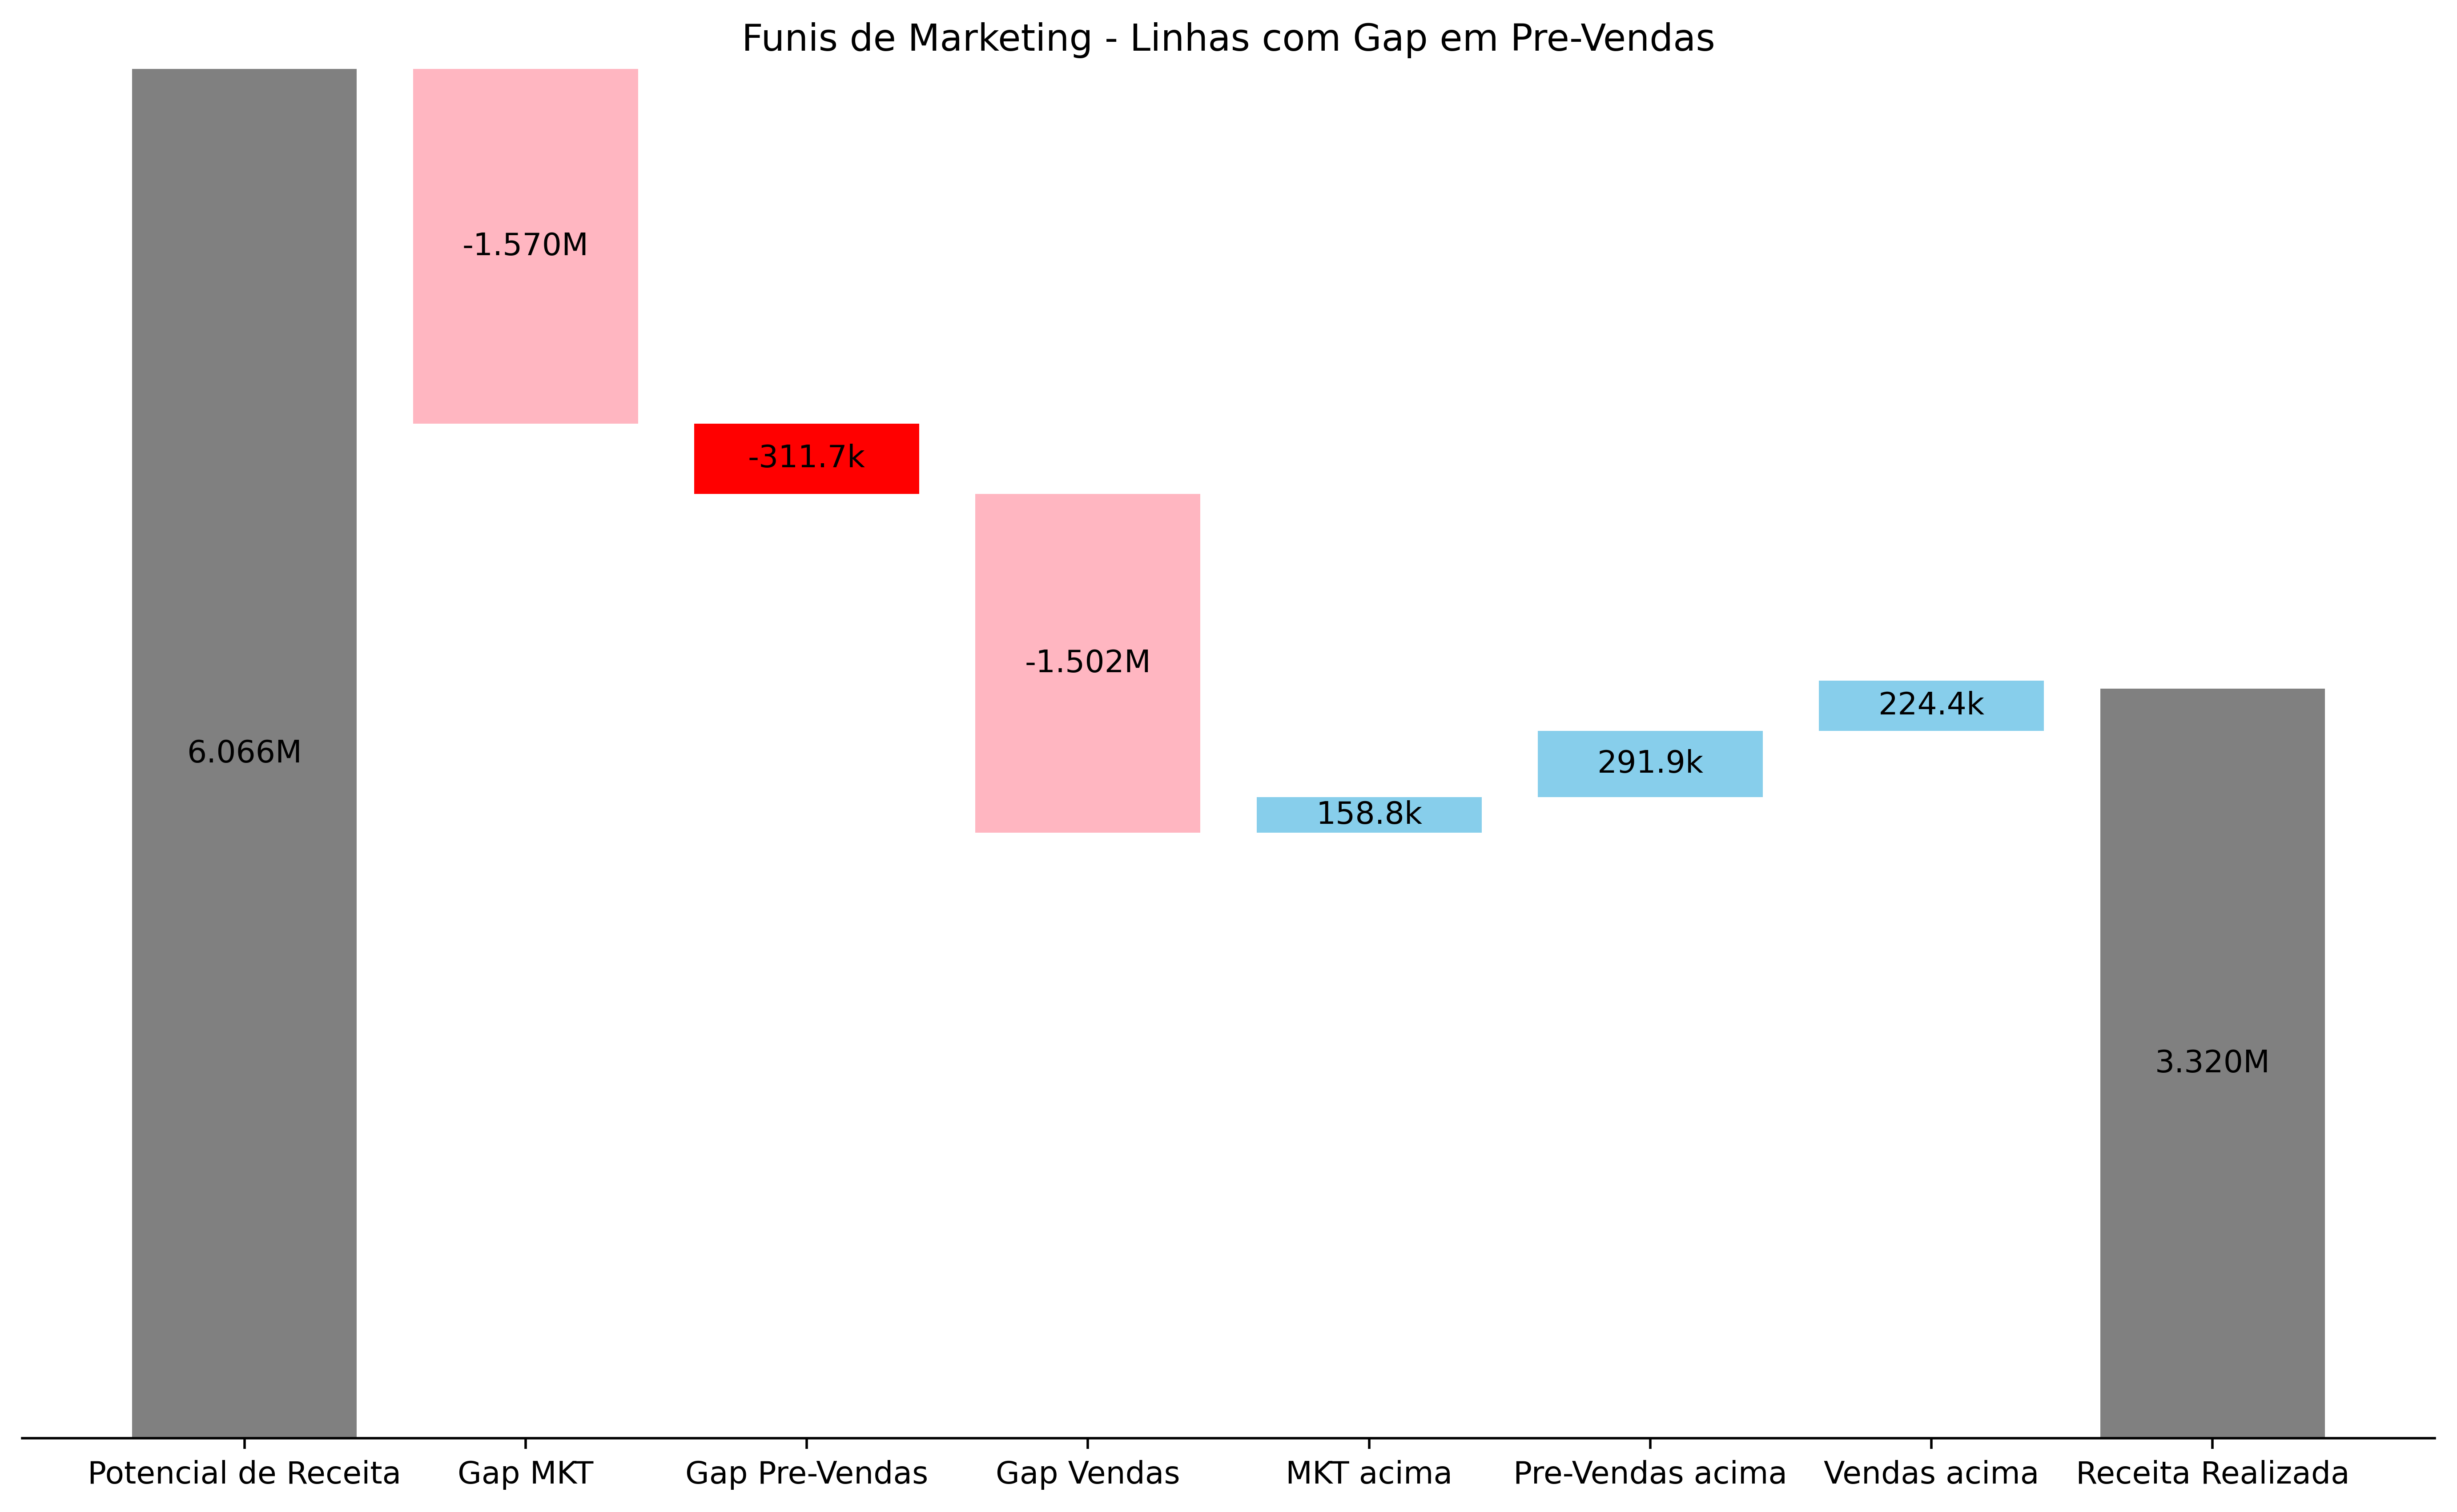 Funis de Marketing - Linhas com Gap em Pre-Vendas
6.066M
-1.570M
-311.7k
-1.502M
158.8k
291.9k
224.4k
3.320M
Potencial de Receita
Gap MKT
Gap Pre-Vendas
Gap Vendas
MKT acima
Pre-Vendas acima
Vendas acima
Receita Realizada